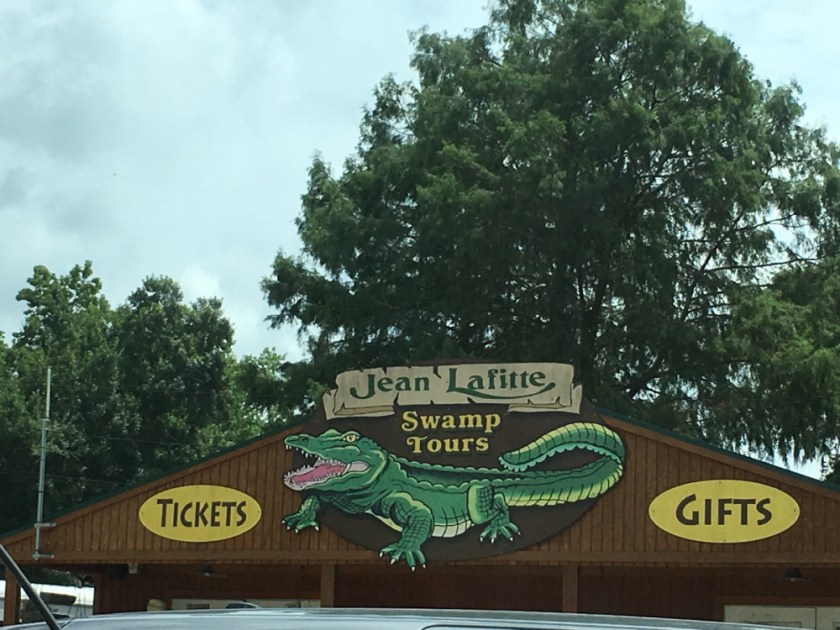 Jean Lafitte
Swamp
Tours
TICKETS
GIFTS